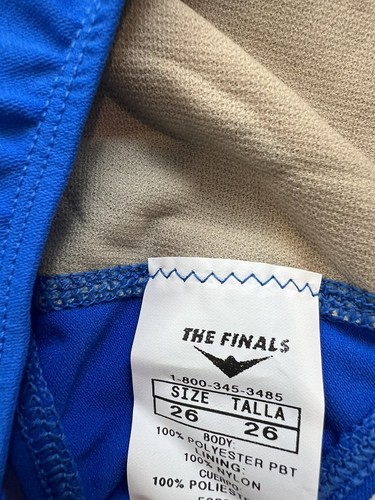 THE FINALS
1-800-345-3485
SIZE TALLA
26 26
BODY:
100% POLYESTER PBT
LINING:
100% NYLON
CUERPO:
100% POLIES